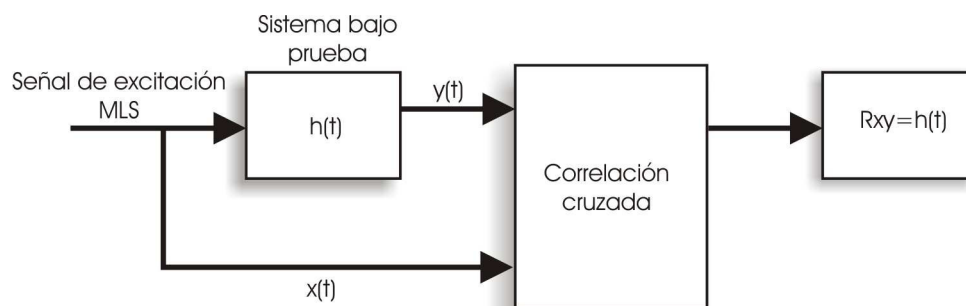 Sistema bajo
prueba
Señal de excitación
MLS
h(t)
y(t)
x(t)
Correlación
cruzada
Rxy=h(t)